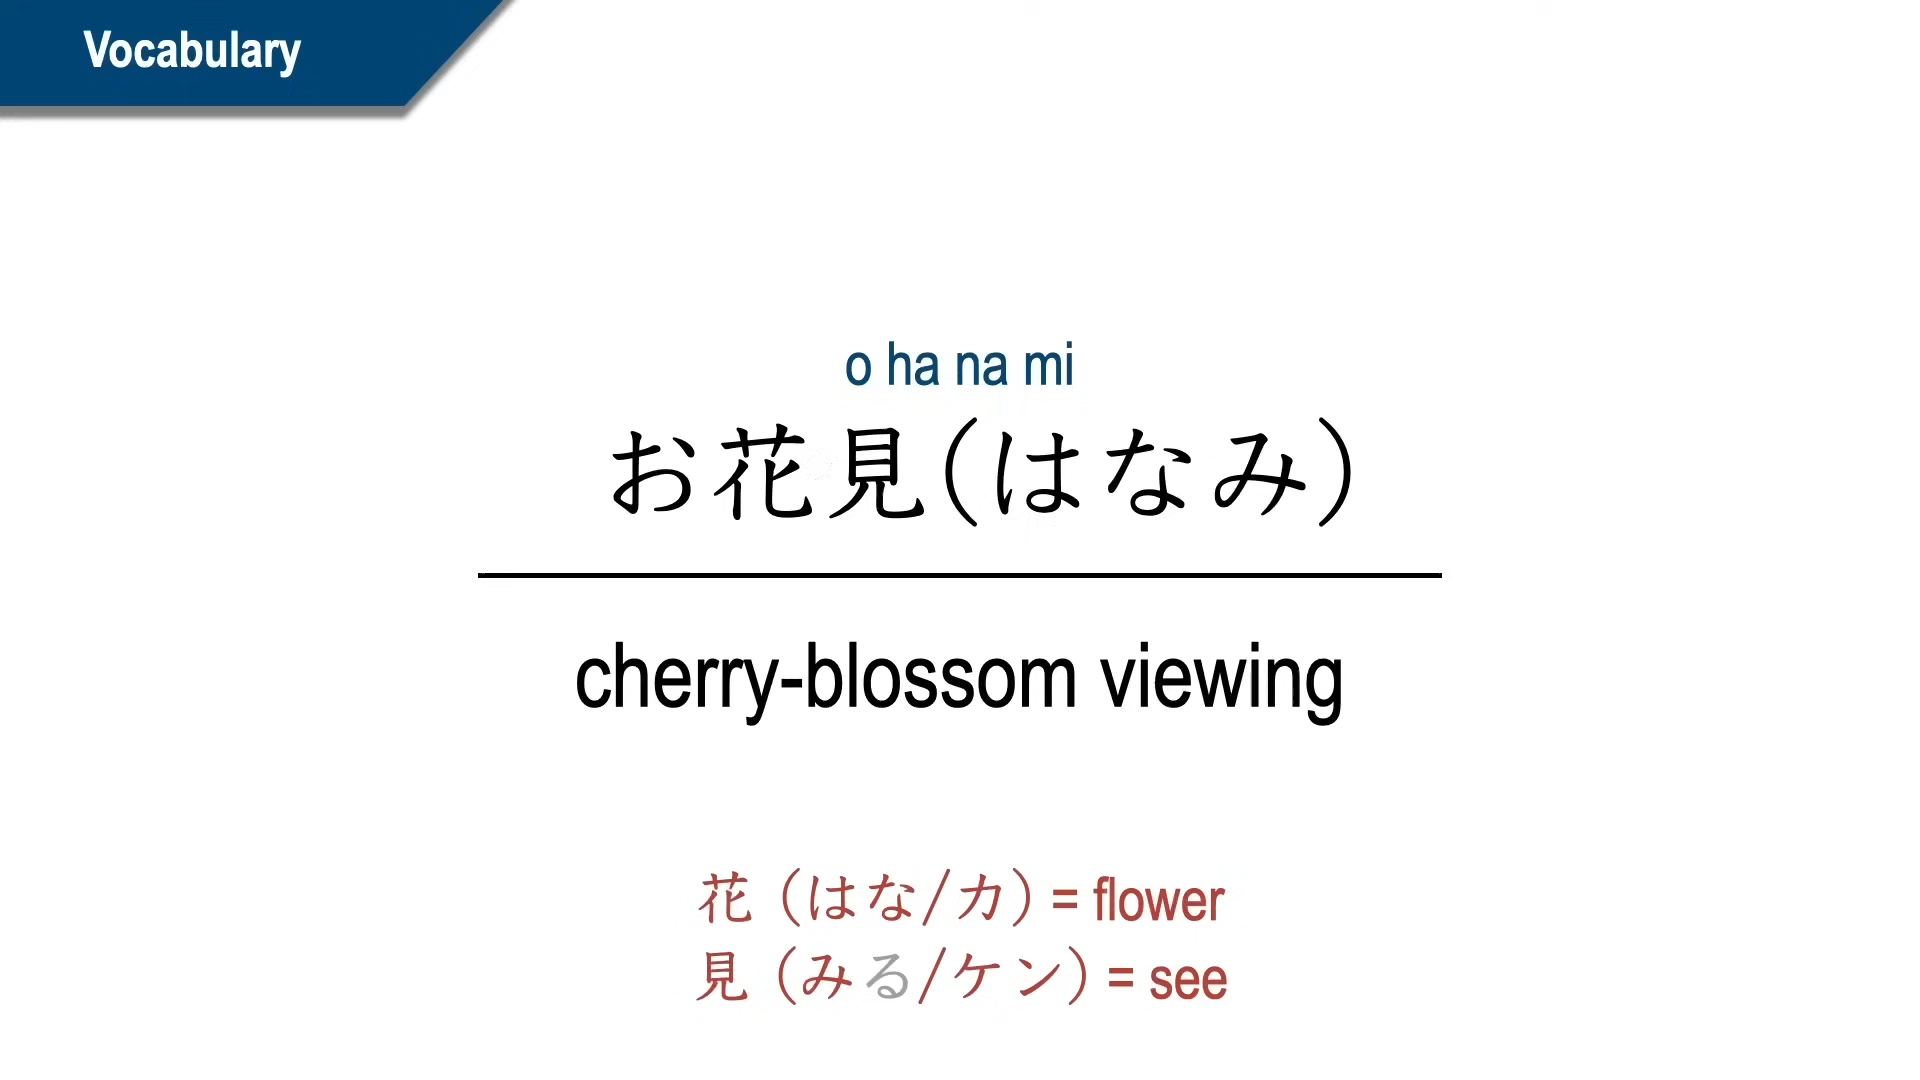 Vocabulary
o ha na mi
お花見(はなみ)
cherry-blossom viewing
花 (はな/カ) = flower
見 (みる/ケン) = see